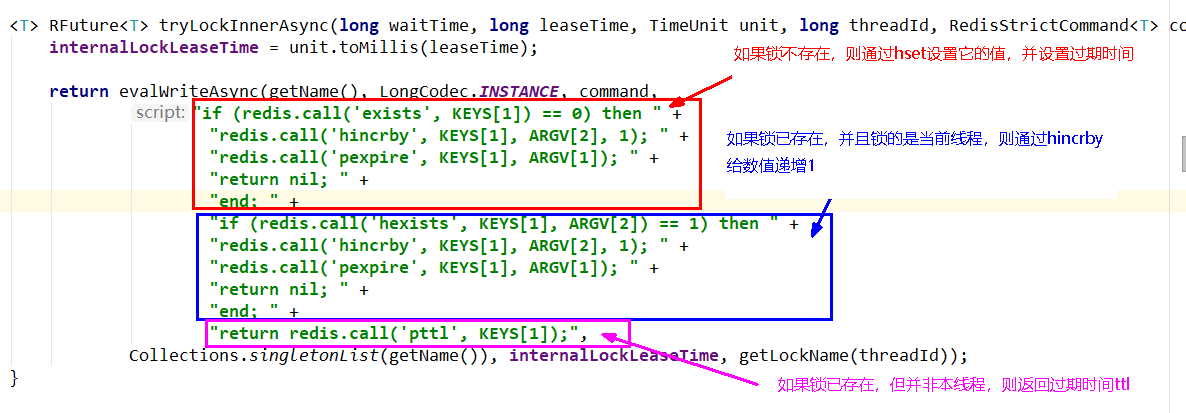 <T> RFuture<T> tryLockInnerAsync(long waitTime, long leaseTime, TimeUnit unit, long threadId, RedisStrictCommand<T> co
internalLockLeaseTime = unit.toMillis(leaseTime);
如果锁不存在，则通过hset设置它的值，并设置过期时间
return evalWriteAsync(getName(), LongCodec.INSTANCE, command,
script: "if (redis.call('exists', KEYS[1]) == 0) then " +
"redis.call('hincrby', KEYS[1], ARGV[2], 1); " +
如果锁已存在，并且锁的是当前线程，则通过hincrby
给数值递增1
"redis.call('pexpire', KEYS[1], ARGV[1]); " +
"return nil; " +
"end; " +
"if (redis.call('hexists', KEYS[1], ARGV[2]) == 1) then " +
"redis.call('hincrby', KEYS[1], ARGV[2], 1); " +
"redis.call('pexpire', KEYS[1], ARGV[1]); " +
"return nil; " +
"end; " +
"return redis.call('pttl', KEYS[1]);",
Collections.singletonList(getName()), internalLockLeaseTime, getLockName(threadId));
}
如果锁已存在，但并非本线程，则返回过期时间ttl